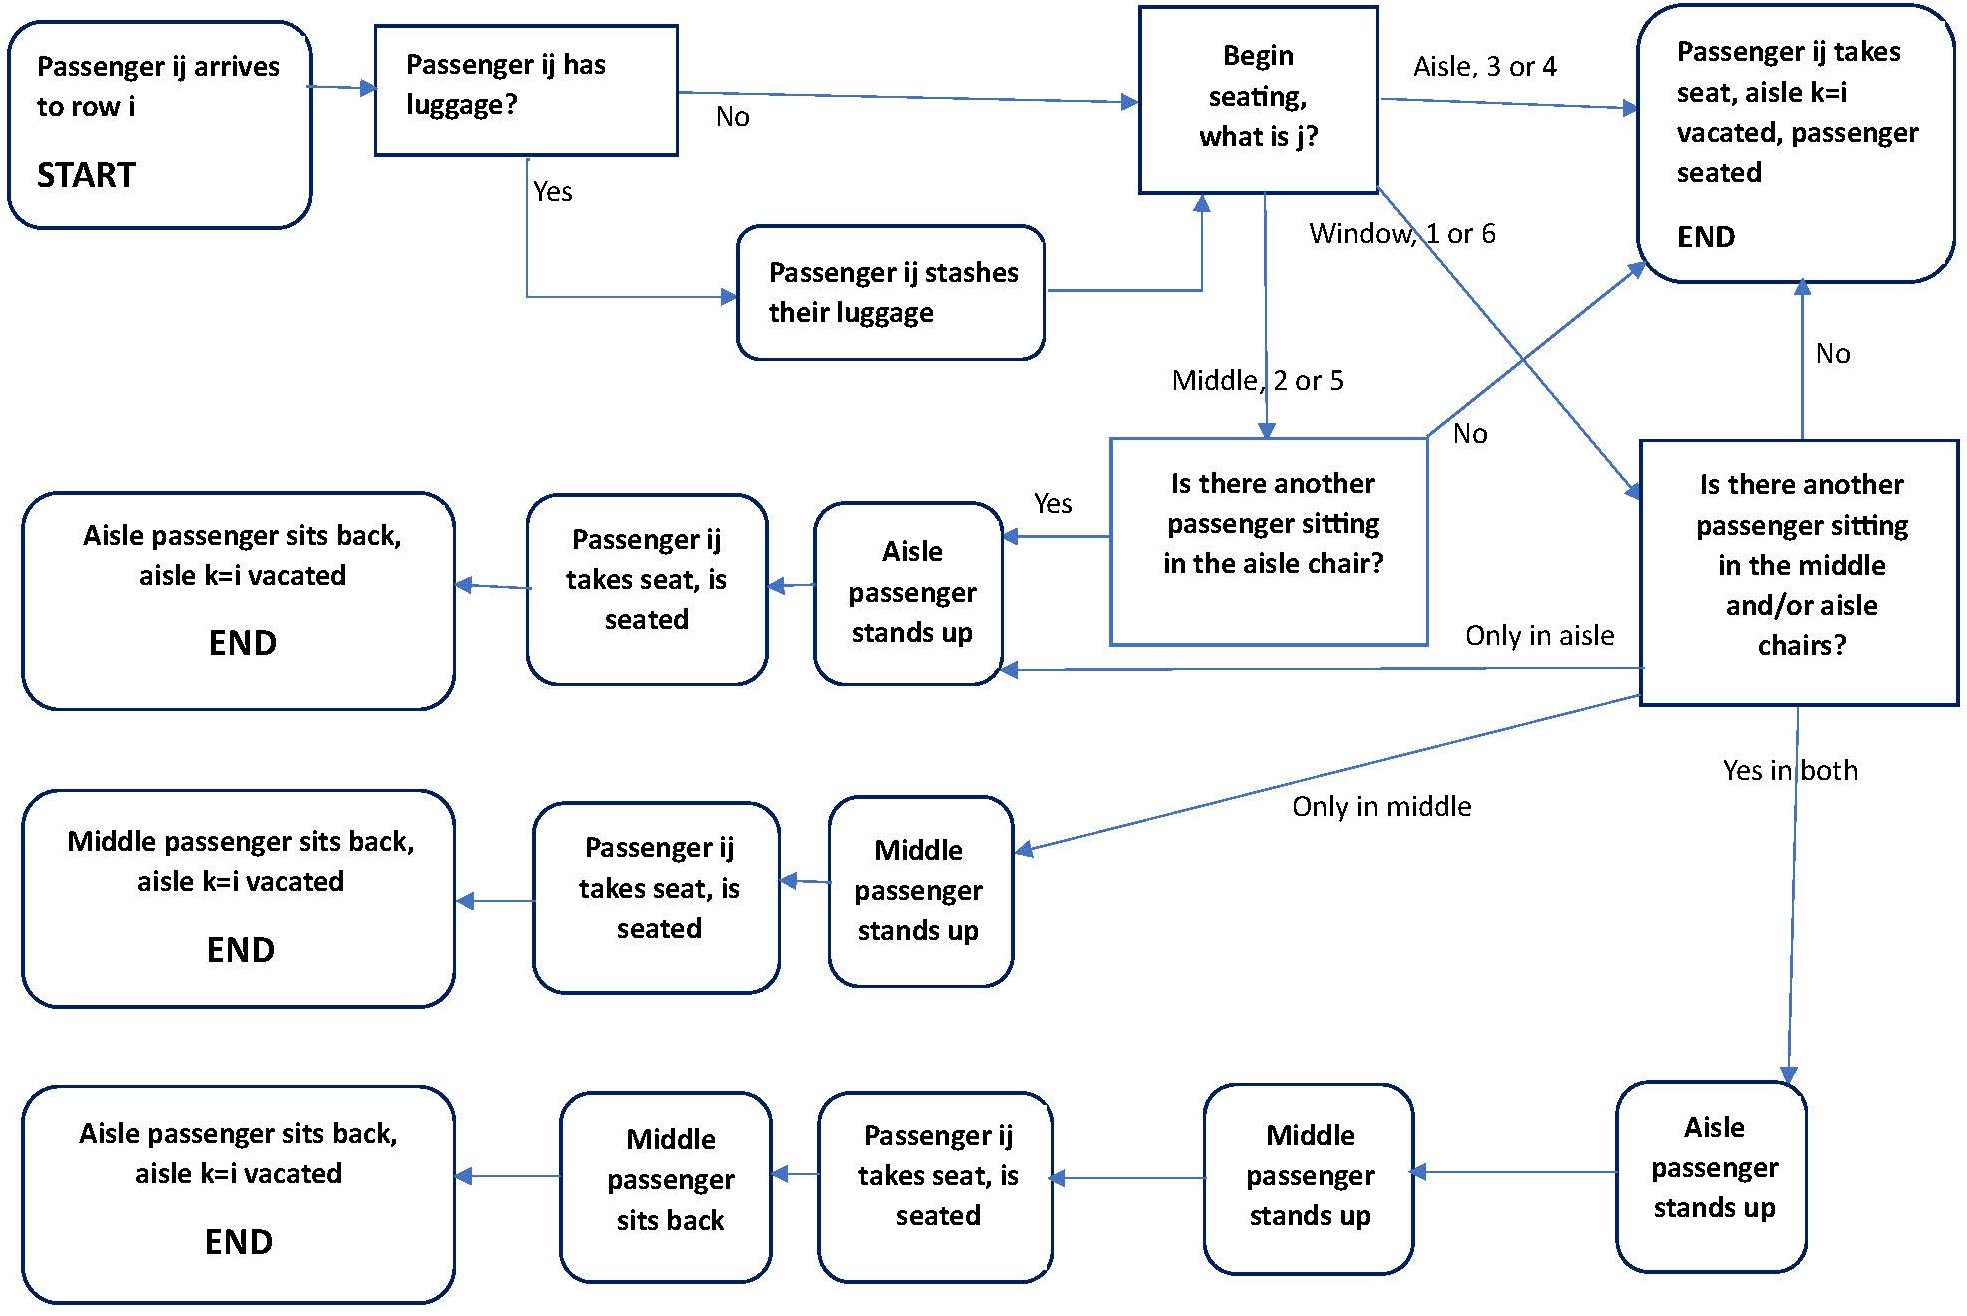 Passenger ij arrives
to row i
START
Passenger ij has
luggage?
No
Yes
Passenger ij stashes
their luggage
Begin
seating,
what is j?
Aisle, 3 or 4
Window, 1 or 6
Middle, 2 or 5
Passenger ij takes
seat, aisle k=i
vacated, passenger
seated
END
No
No
Is there another
passenger sitting
in the aisle chair?
Yes
Is there another
passenger sitting
in the middle
and/or aisle
chairs?
Only in aisle
Only in middle
Yes in both
Aisle
passenger
stands up
Passenger ij
takes seat, is
seated
Aisle passenger sits back,
aisle k=i vacated
END
Middle
passenger
stands up
Passenger ij
takes seat, is
seated
Middle passenger sits back,
aisle k=i vacated
END
Aisle
passenger
stands up
Middle
passenger
stands up
Passenger ij
takes seat, is
seated
Middle
passenger
sits back
Aisle passenger sits back,
aisle k=i vacated
END